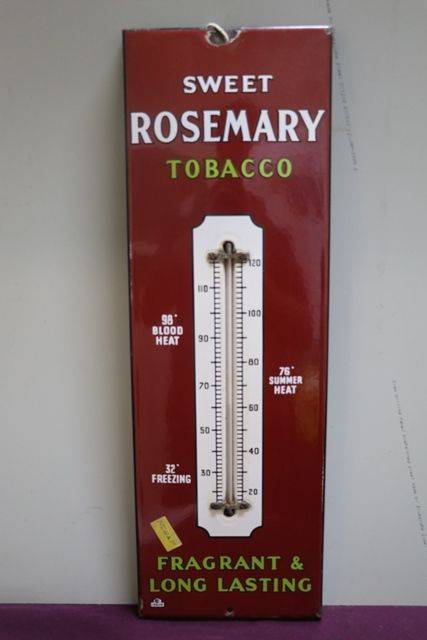 SWEET
ROSEMARY
TOBACCO
120
110
100
98°
BLOOD
HEAT
90
80
76°
SUMMER
HEAT
70
60
50
40
32°
FREEZING
30
20
FRAGRANT &
LONG LASTING